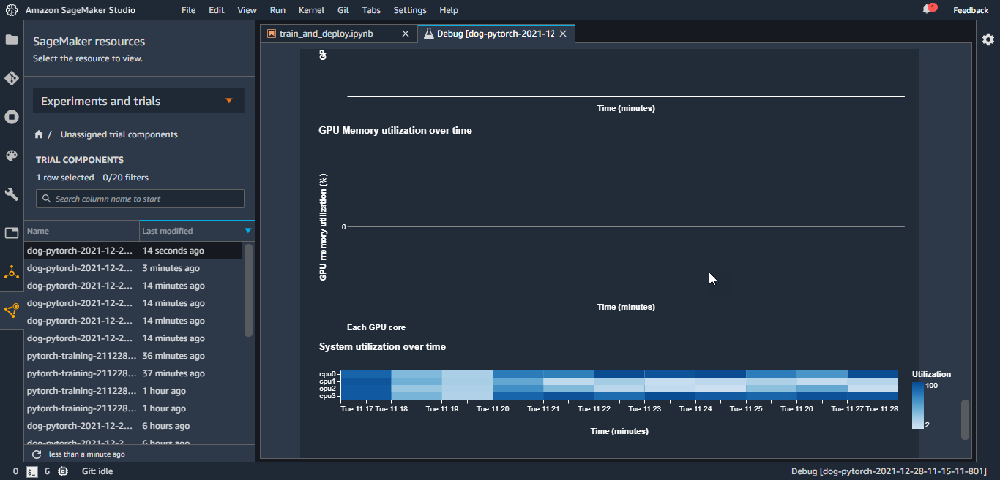 Amazon SageMaker Studio File Edit View Run Kernel Git Tabs Settings Help 1 Feedback
SageMaker resources
Select the resource to view.
Experiments and trials
/ Unassigned trial components
TRIAL COMPONENTS
1 row selected 0/20 filters
Search column name to start
Name Last modified
dog-pytorch-2021-12-2... 14 seconds ago
dog-pytorch-2021-12-2... 3 minutes ago
dog-pytorch-2021-12-2... 14 minutes ago
dog-pytorch-2021-12-2... 14 minutes ago
dog-pytorch-2021-12-2... 14 minutes ago
dog-pytorch-2021-12-2... 14 minutes ago
pytorch-training-211228... 36 minutes ago
pytorch-training-211228... 37 minutes ago
pytorch-training-211228... 1 hour ago
pytorch-training-211228... 1 hour ago
dog-pytorch-2021-12-2... 6 hours ago
dog-pytorch-2021-12-2... 6 hours ago
less than a minute ago
train_and_deploy.ipynb
Debug [dog-pytorch-2021-12
Time (minutes)
GPU Memory utilization over time
GPU memory utilization (%)
0
Time (minutes)
Each GPU core
System utilization over time
cpu0
cpu1
cpu2
cpu3
Tue 11:17 Tue 11:18 Tue 11:19 Tue 11:20 Tue 11:21 Tue 11:22 Tue 11:23 Tue 11:24 Tue 11:25 Tue 11:26 Tue 11:27 Tue 11:28
Time (minutes)
Utilization
100
2
0 $_ 6 Git: idle Debug [dog-pytorch-2021-12-28-11-15-11-801]